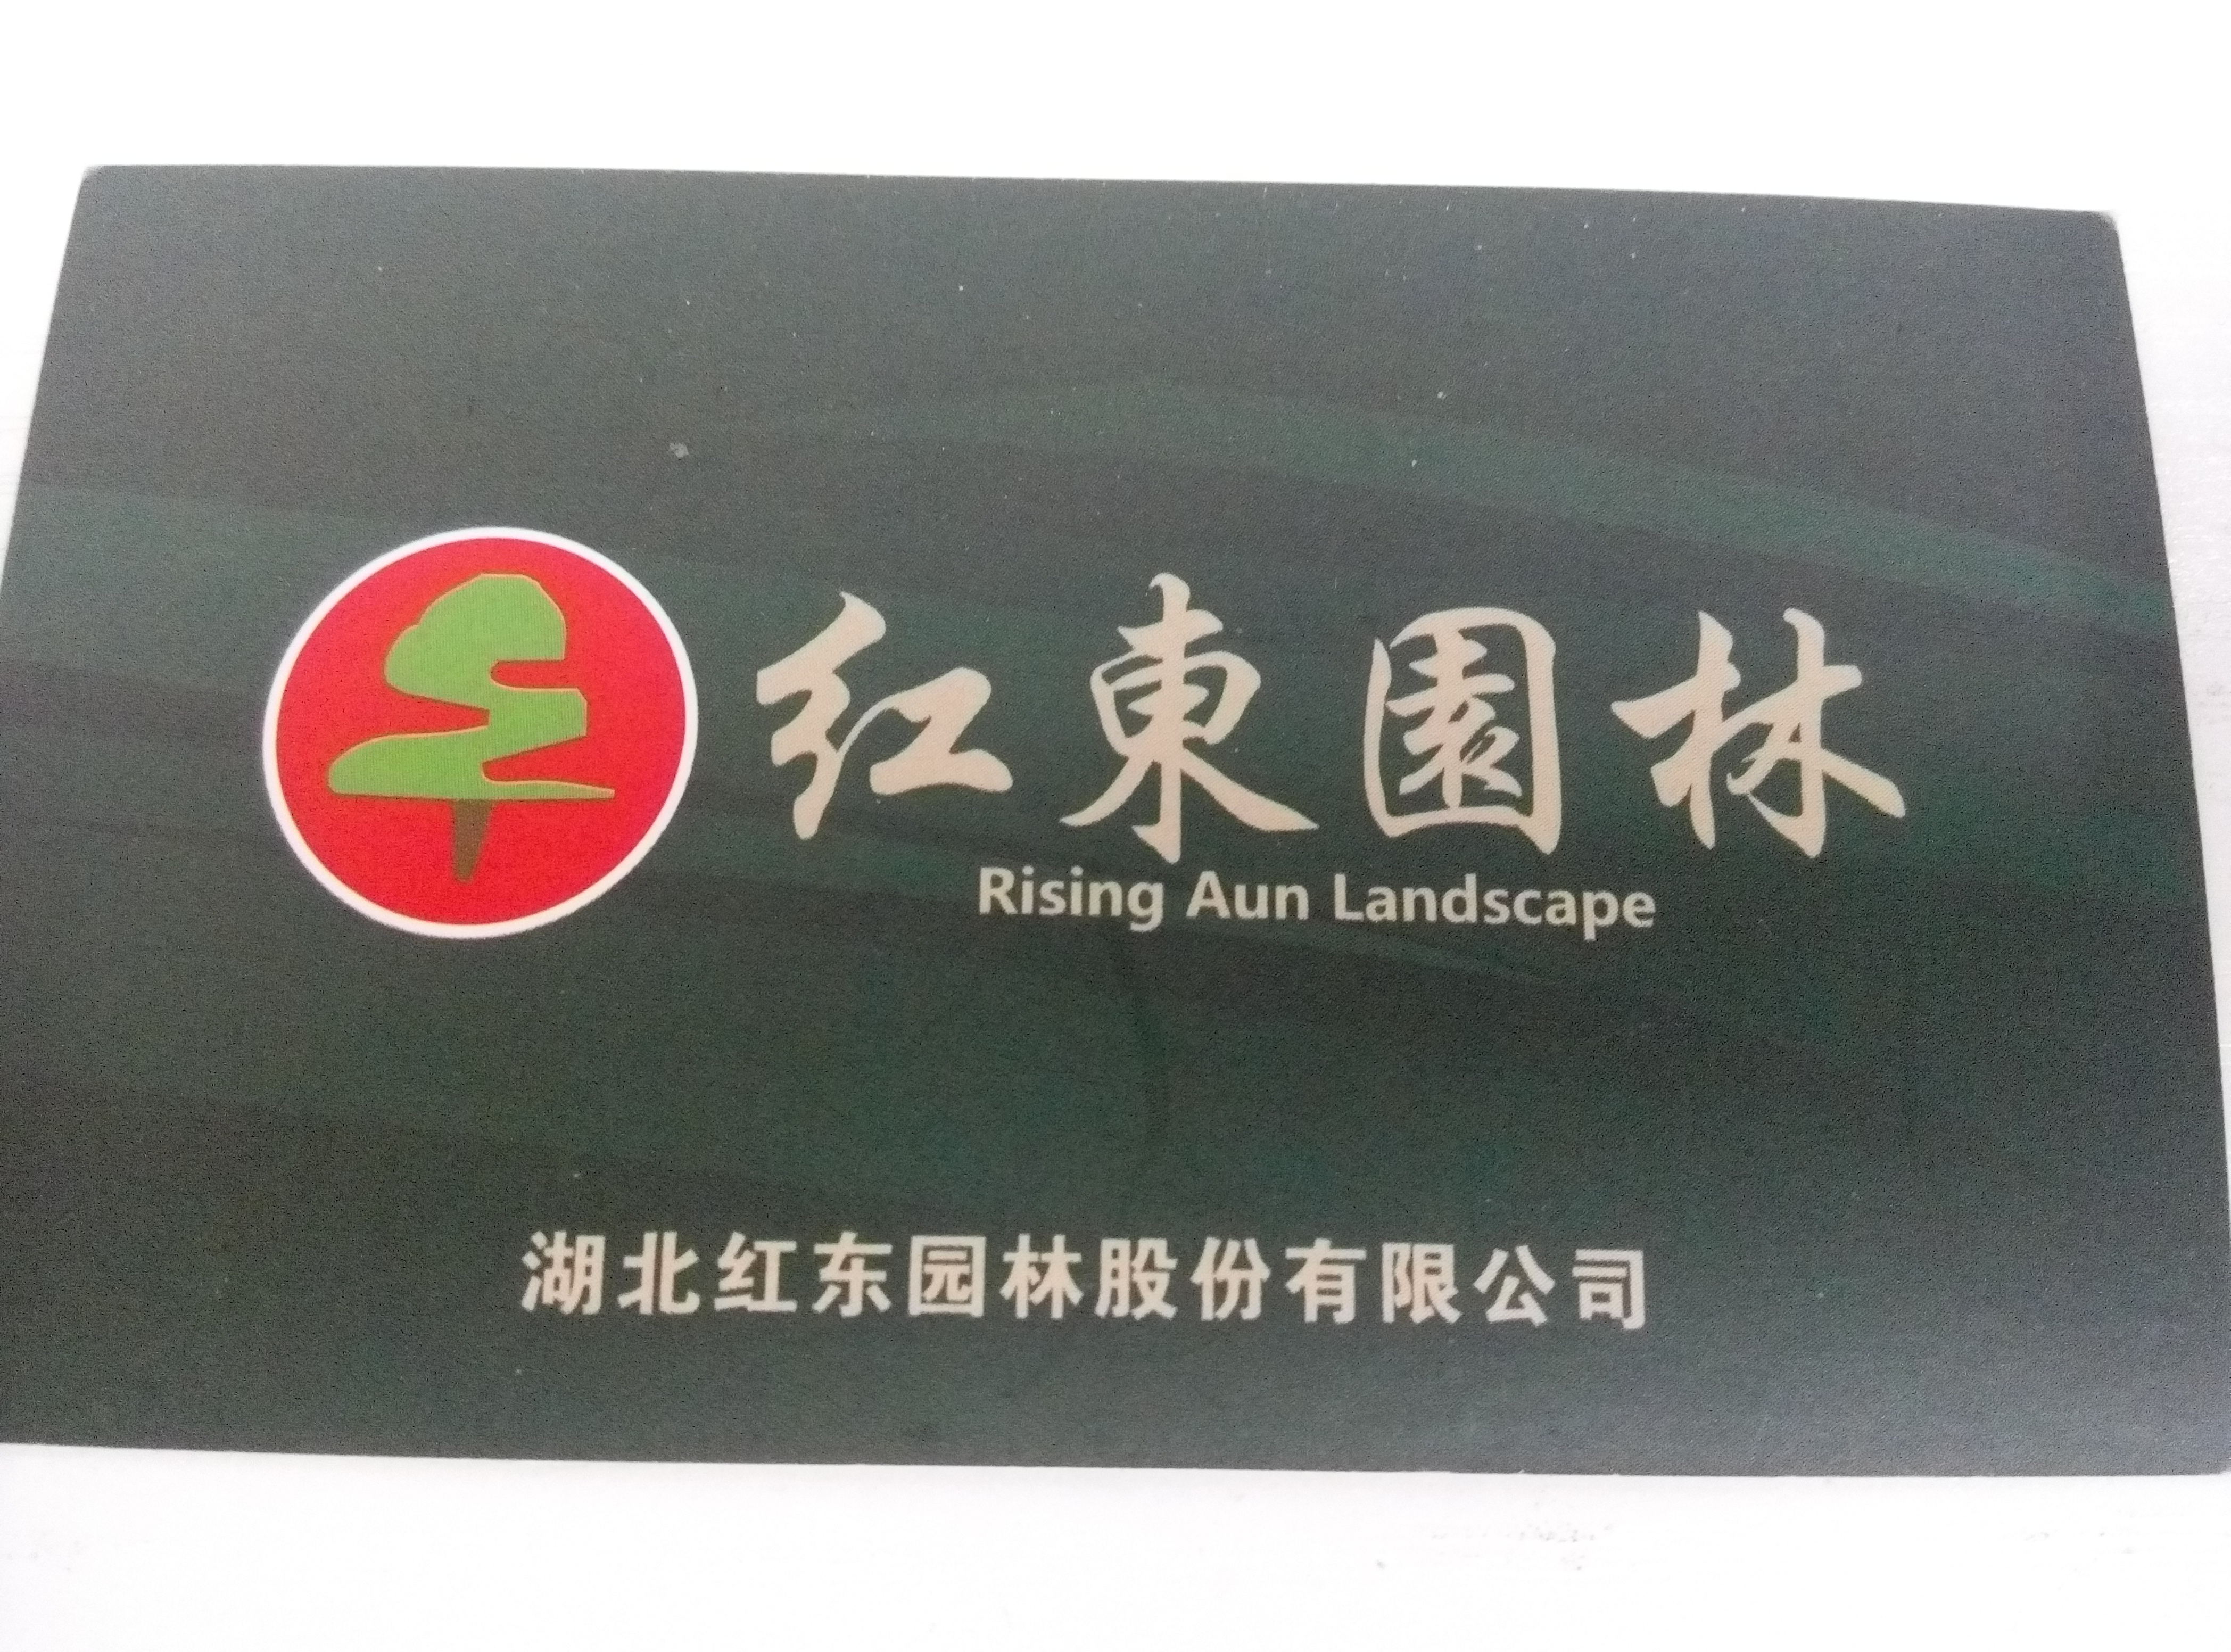 红東園林
Rising Aun Landscape
湖北红东园林股份有限公司